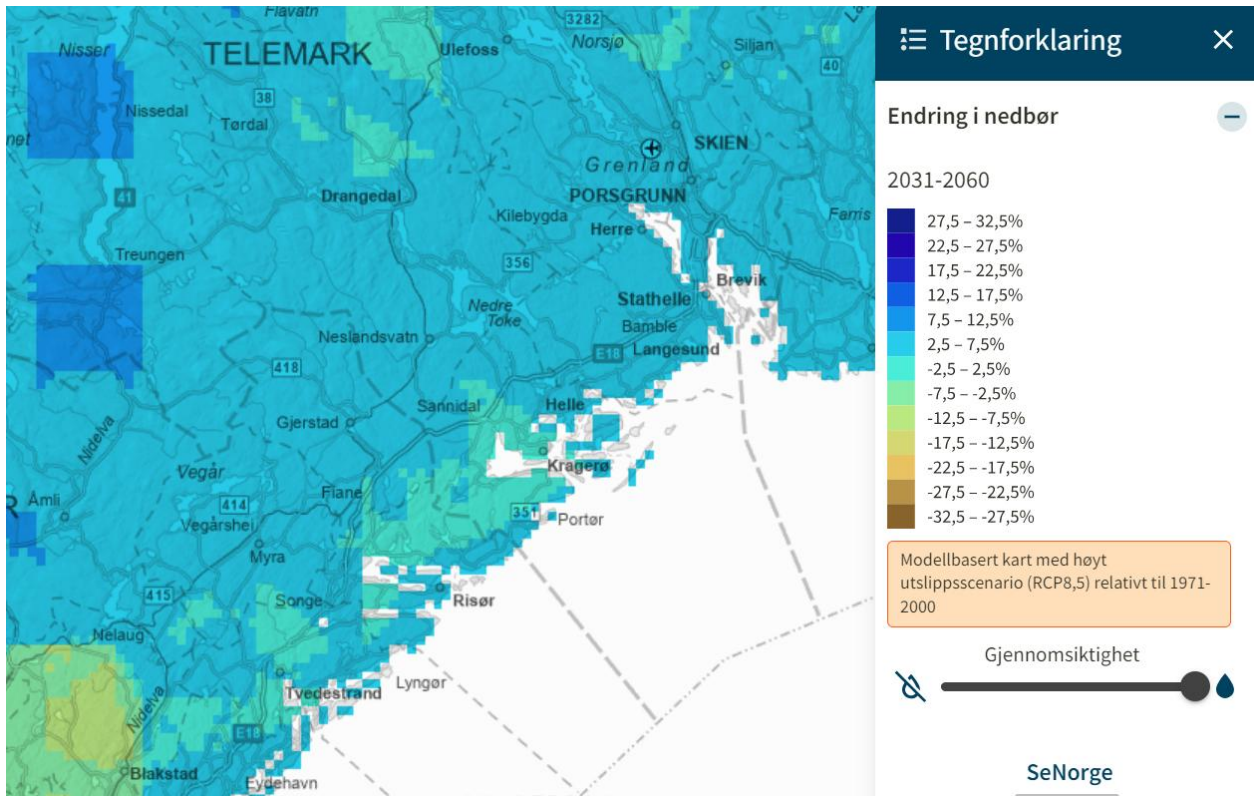 Flåvatn
3282
Nisser
TELEMARK
Ulefoss
Norsjø
Siljan
40
Nissedal
38
Tørdal
SKIEN
Grenland
41
Drangedal
PORSGRUNN
Kilebygda
Farris
Herre
Treungen
356
Brevik
Stathelle
Nedre
Toke
Bamble
Neslandsvatn
E18
Langesund
418
Sannidal
Helle
Gjerstad
Nidelva
Kragerø
Vegår
Åmli
Fiane
414
351
Portør
Vegårshei
Myra
415
Songe
Risør
Nelaug
Lyngør
Tvedestrand
Nidelva
E18
Blakstad
Eydehavn
Tegnforklaring
Endring i nedbør
2031-2060
27,5 – 32,5%
22,5 – 27,5%
17,5 – 22,5%
12,5 – 17,5%
7,5 – 12,5%
2,5 – 7,5%
-2,5 – 2,5%
-7,5 – -2,5%
-12,5 – -7,5%
-17,5 – -12,5%
-22,5 – -17,5%
-27,5 – -22,5%
-32,5 – -27,5%
Modellbasert kart med høyt
utslippsscenario (RCP8,5) relativt til 1971-
2000
Gjennomsiktighet
SeNorge